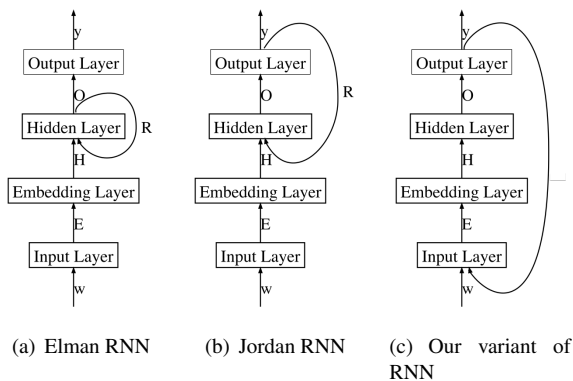 y
Output Layer
O
Hidden Layer
R
H
Embedding Layer
E
Input Layer
w
(a) Elman RNN
y
Output Layer
O
Hidden Layer
R
H
Embedding Layer
E
Input Layer
w
(b) Jordan RNN
y
Output Layer
O
Hidden Layer
H
Embedding Layer
E
Input Layer
w
(c) Our variant of
RNN